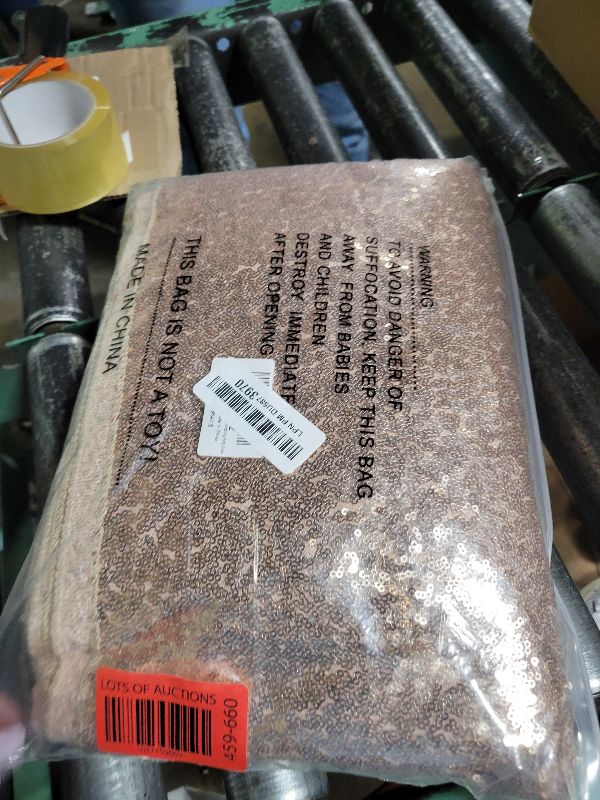 WARNING
TO AVOID DANGER OF
SUFFOCATION, KEEP THIS BAG
AWAY FROM BABIES
AND CHILDREN
DESTROY IMMEDIATE
AFTER OPENING
THIS BAG IS NOT A TOY!
MADE IN CHINA
3970
LOTS OF AUCTIONS
459-660